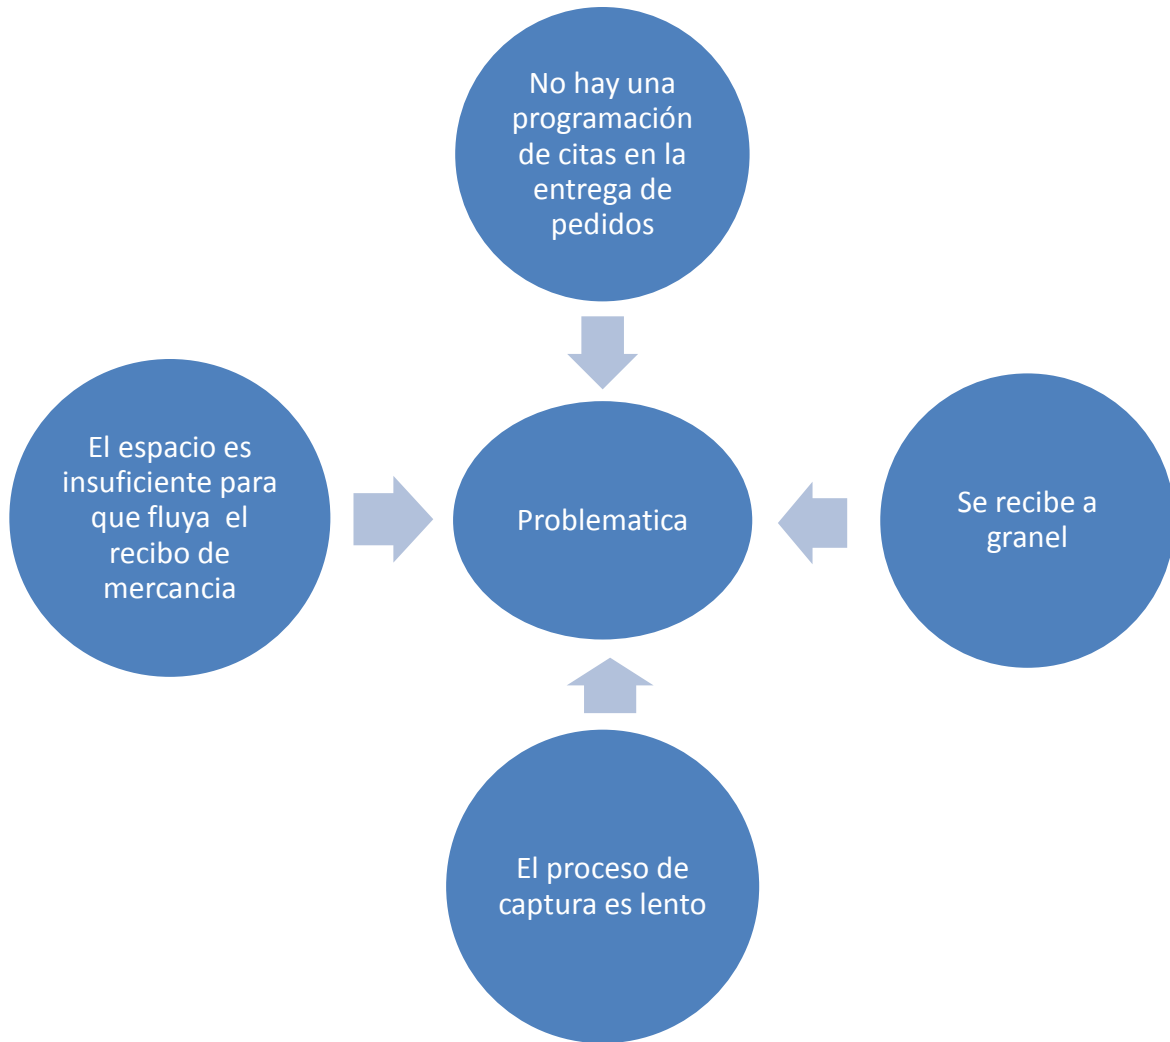 No hay una
programación
de citas en la
entrega de
pedidos
El espacio es
insuficiente para
que fluya  el
recibo de
mercancia
Problematica
Se recibe a
granel
El proceso de
captura es lento